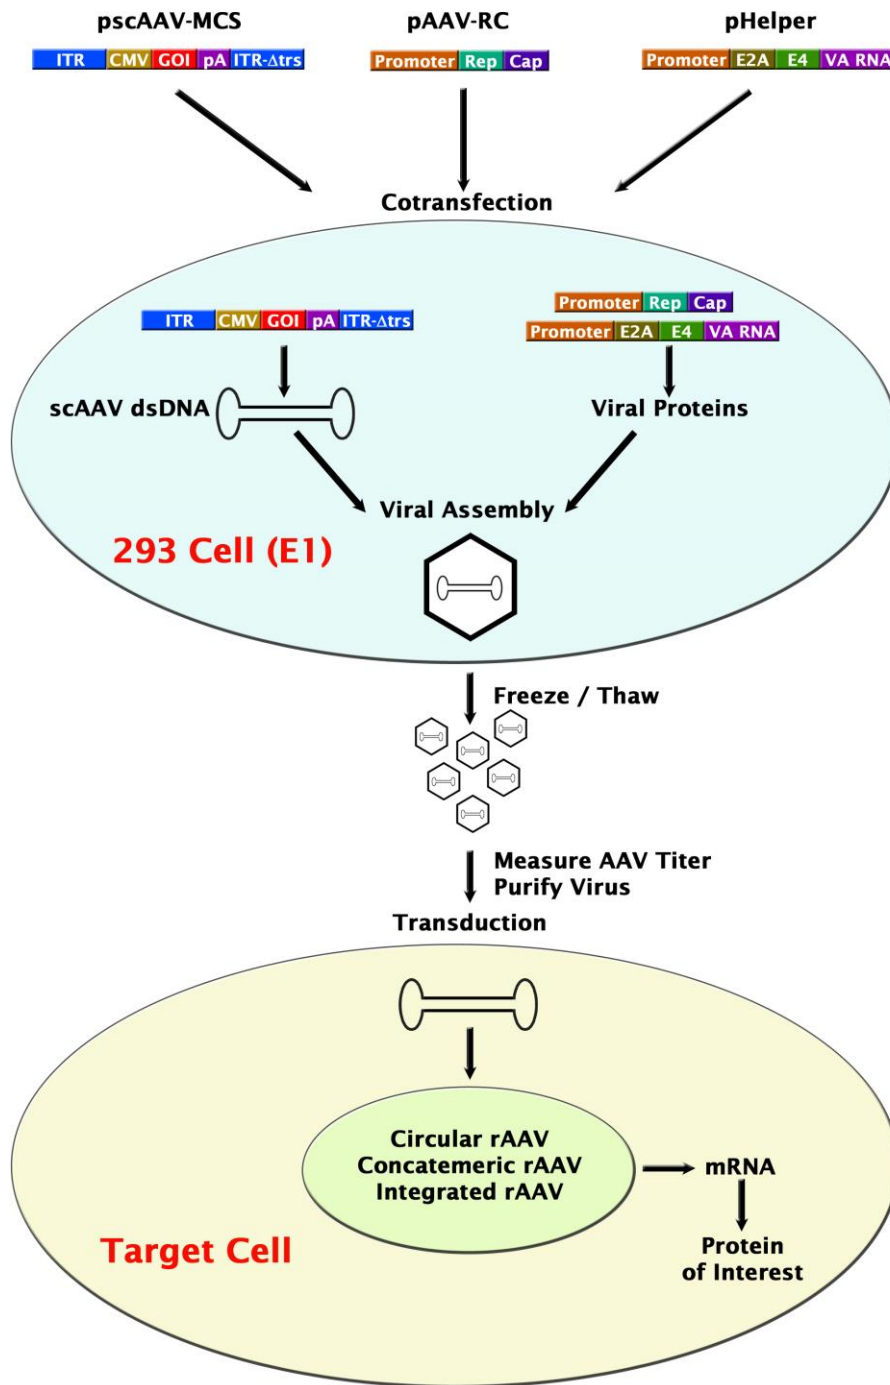 pscAAV-MCS pAAV-RC pHelper
ITR CMV GOI pA ITR-Δtrs Promoter Rep Cap Promoter E2A E4 VA RNA
Cotransfection
Promoter Rep Cap
ITR CMV GOI pA ITR-Δtrs Promoter E2A E4 VA RNA
scAAV dsDNA Viral Proteins
Viral Assembly
293 Cell (E1)
Freeze / Thaw
Measure AAV Titer
Purify Virus
Transduction
Circular rAAV
Concatemeric rAAV mRNA
Integrated rAAV
Target Cell
Protein
of Interest